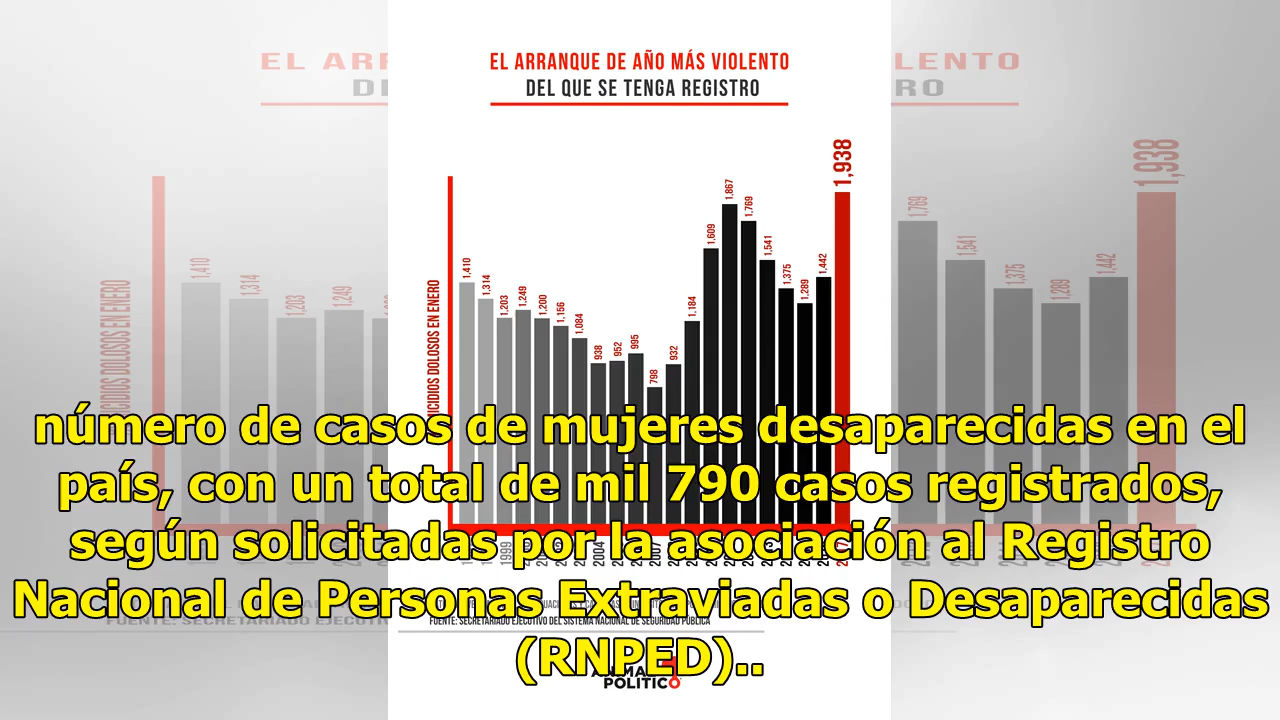 EL ARRANQUE DE AÑO MÁS VIOLENTO
DEL QUE SE TENGA REGISTRO
1,410
1,314
1,203
1,249
1,200
1,156
1,084
938
952
995
798
932
1,184
1,609
1,867
1,769
1,541
1,375
1,289
1,442
1,938
DOLOSOS EN ENERO
número de casos de mujeres desaparecidas en el
país, con un total de mil 790 casos registrados,
según solicitadas por la asociación al Registro
Nacional de Personas Extraviadas o Desaparecidas
(RNPED)..
FUENTE: SECRETARIADO EJECUTIVO DEL SISTEMA NACIONAL DE SEGURIDAD PÚBLICA
ANIMAL
POLÍTICO